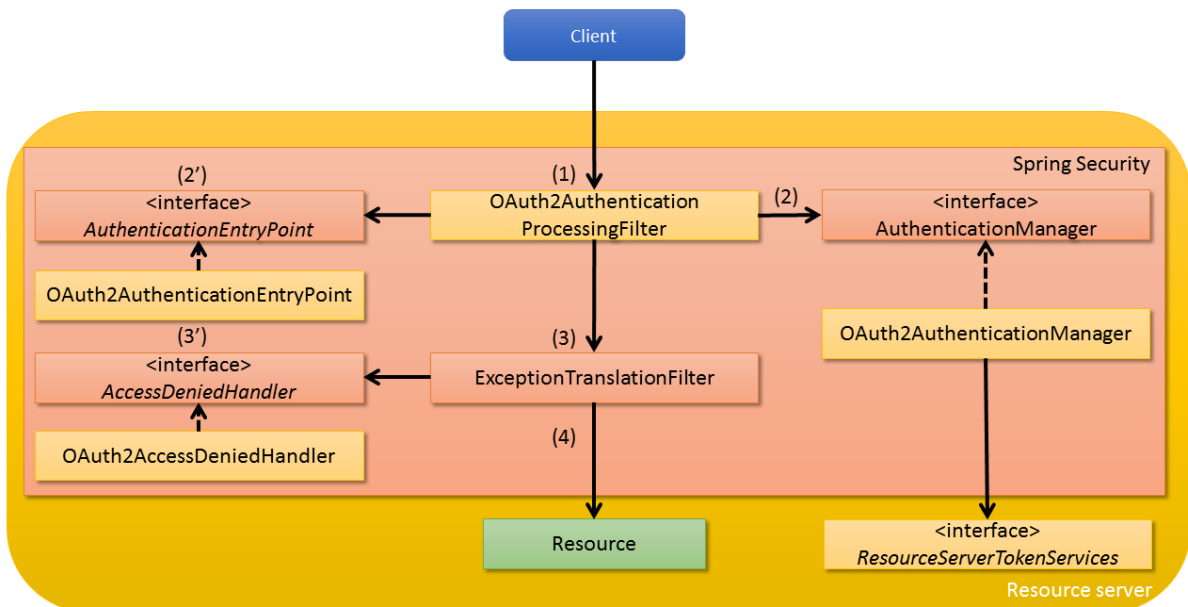 Client
Spring Security
(2')
(1)
<interface>
AuthenticationEntryPoint
OAuth2Authentication
ProcessingFilter
(2)
<interface>
AuthenticationManager
OAuth2AuthenticationEntryPoint
OAuth2AuthenticationManager
(3')
(3)
<interface>
AccessDeniedHandler
ExceptionTranslationFilter
(4)
OAuth2AccessDeniedHandler
Resource
<interface>
ResourceServerTokenServices
Resource server